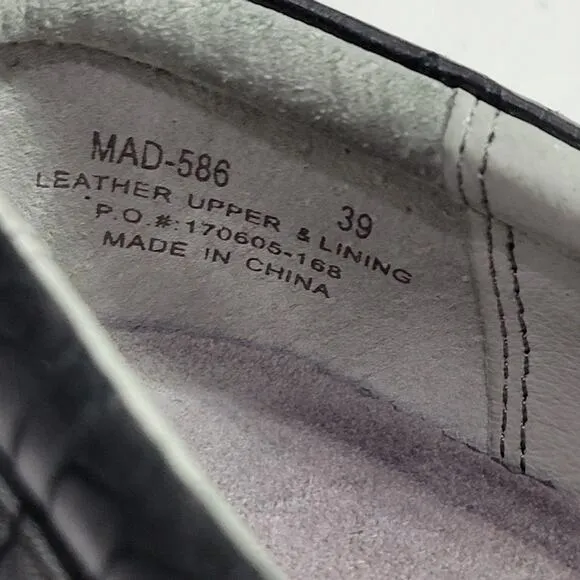 MAD-586 39
LEATHER UPPER & LINING
P.O.#:170605-168
MADE IN CHINA